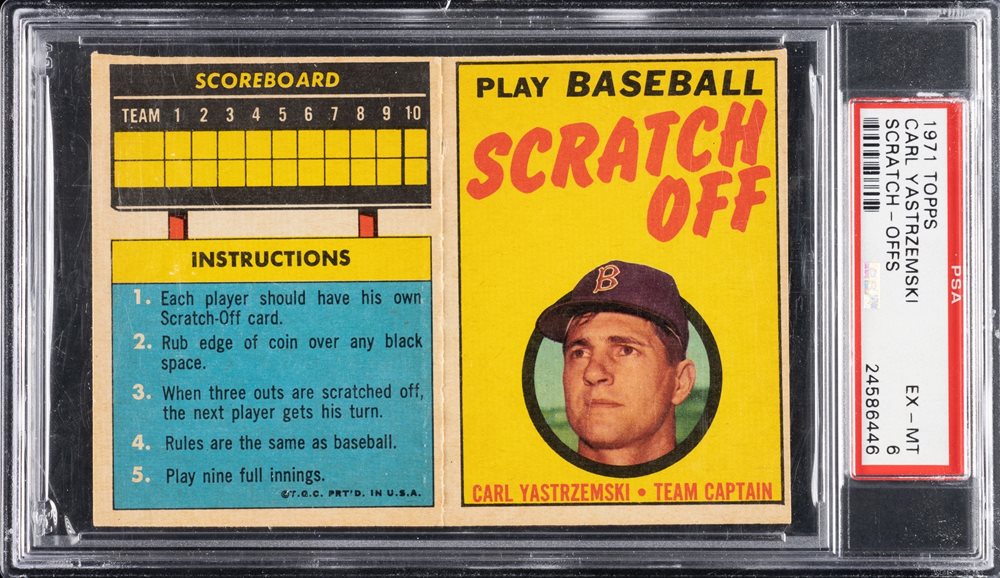 SCOREBOARD
TEAM 1 2 3 4 5 6 7 8 9 10
INSTRUCTIONS
1. Each player should have his own
Scratch-Off card.
2. Rub edge of coin over any black
space.
3. When three outs are scratched off,
the next player gets his turn.
4. Rules are the same as baseball.
5. Play nine full innings.
©T.C.G. PRT'D. IN U.S.A.
PLAY BASEBALL
SCRATCH
OFF
B
CARL YASTRZEMSKI • TEAM CAPTAIN
PSA
1971 TOPPS
CARL YASTRZEMSKI EX - MT
SCRATCH - OFFS 6
24586446